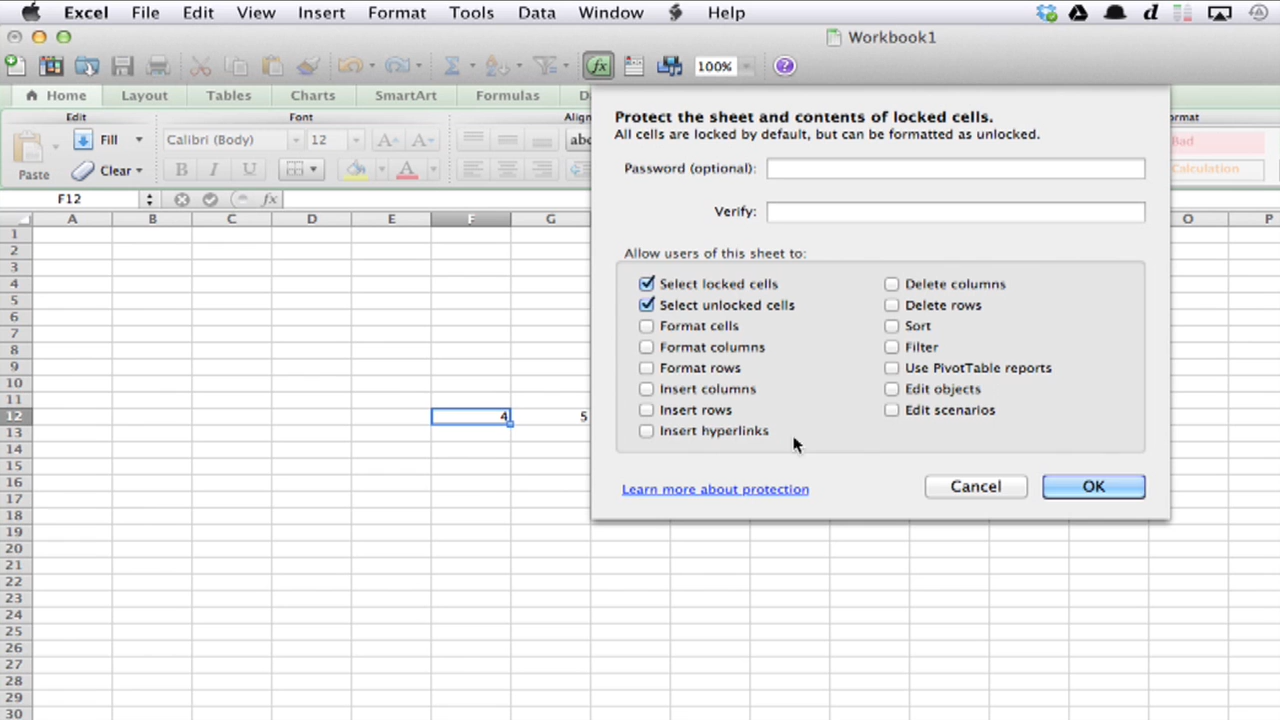 Excel File Edit View Insert Format Tools Data Window Help
Workbook1
100%
Home Layout Tables Charts SmartArt Formulas
Edit Font
Fill Calibri (Body) 12 A A abc
Paste Clear B I U A
Bad
Calculation
F12 fx
A B C D E F G O P
1
2
3
4
5
6
7
8
9
10
11
12 4 5
13
14
15
16
17
18
19
20
21
22
23
24
25
26
27
28
29
30
Protect the sheet and contents of locked cells.
All cells are locked by default, but can be formatted as unlocked.
Password (optional):
Verify:
Allow users of this sheet to:
Select locked cells
Select unlocked cells
Format cells
Format columns
Format rows
Insert columns
Insert rows
Insert hyperlinks
Delete columns
Delete rows
Sort
Filter
Use PivotTable reports
Edit objects
Edit scenarios
Learn more about protection
Cancel OK